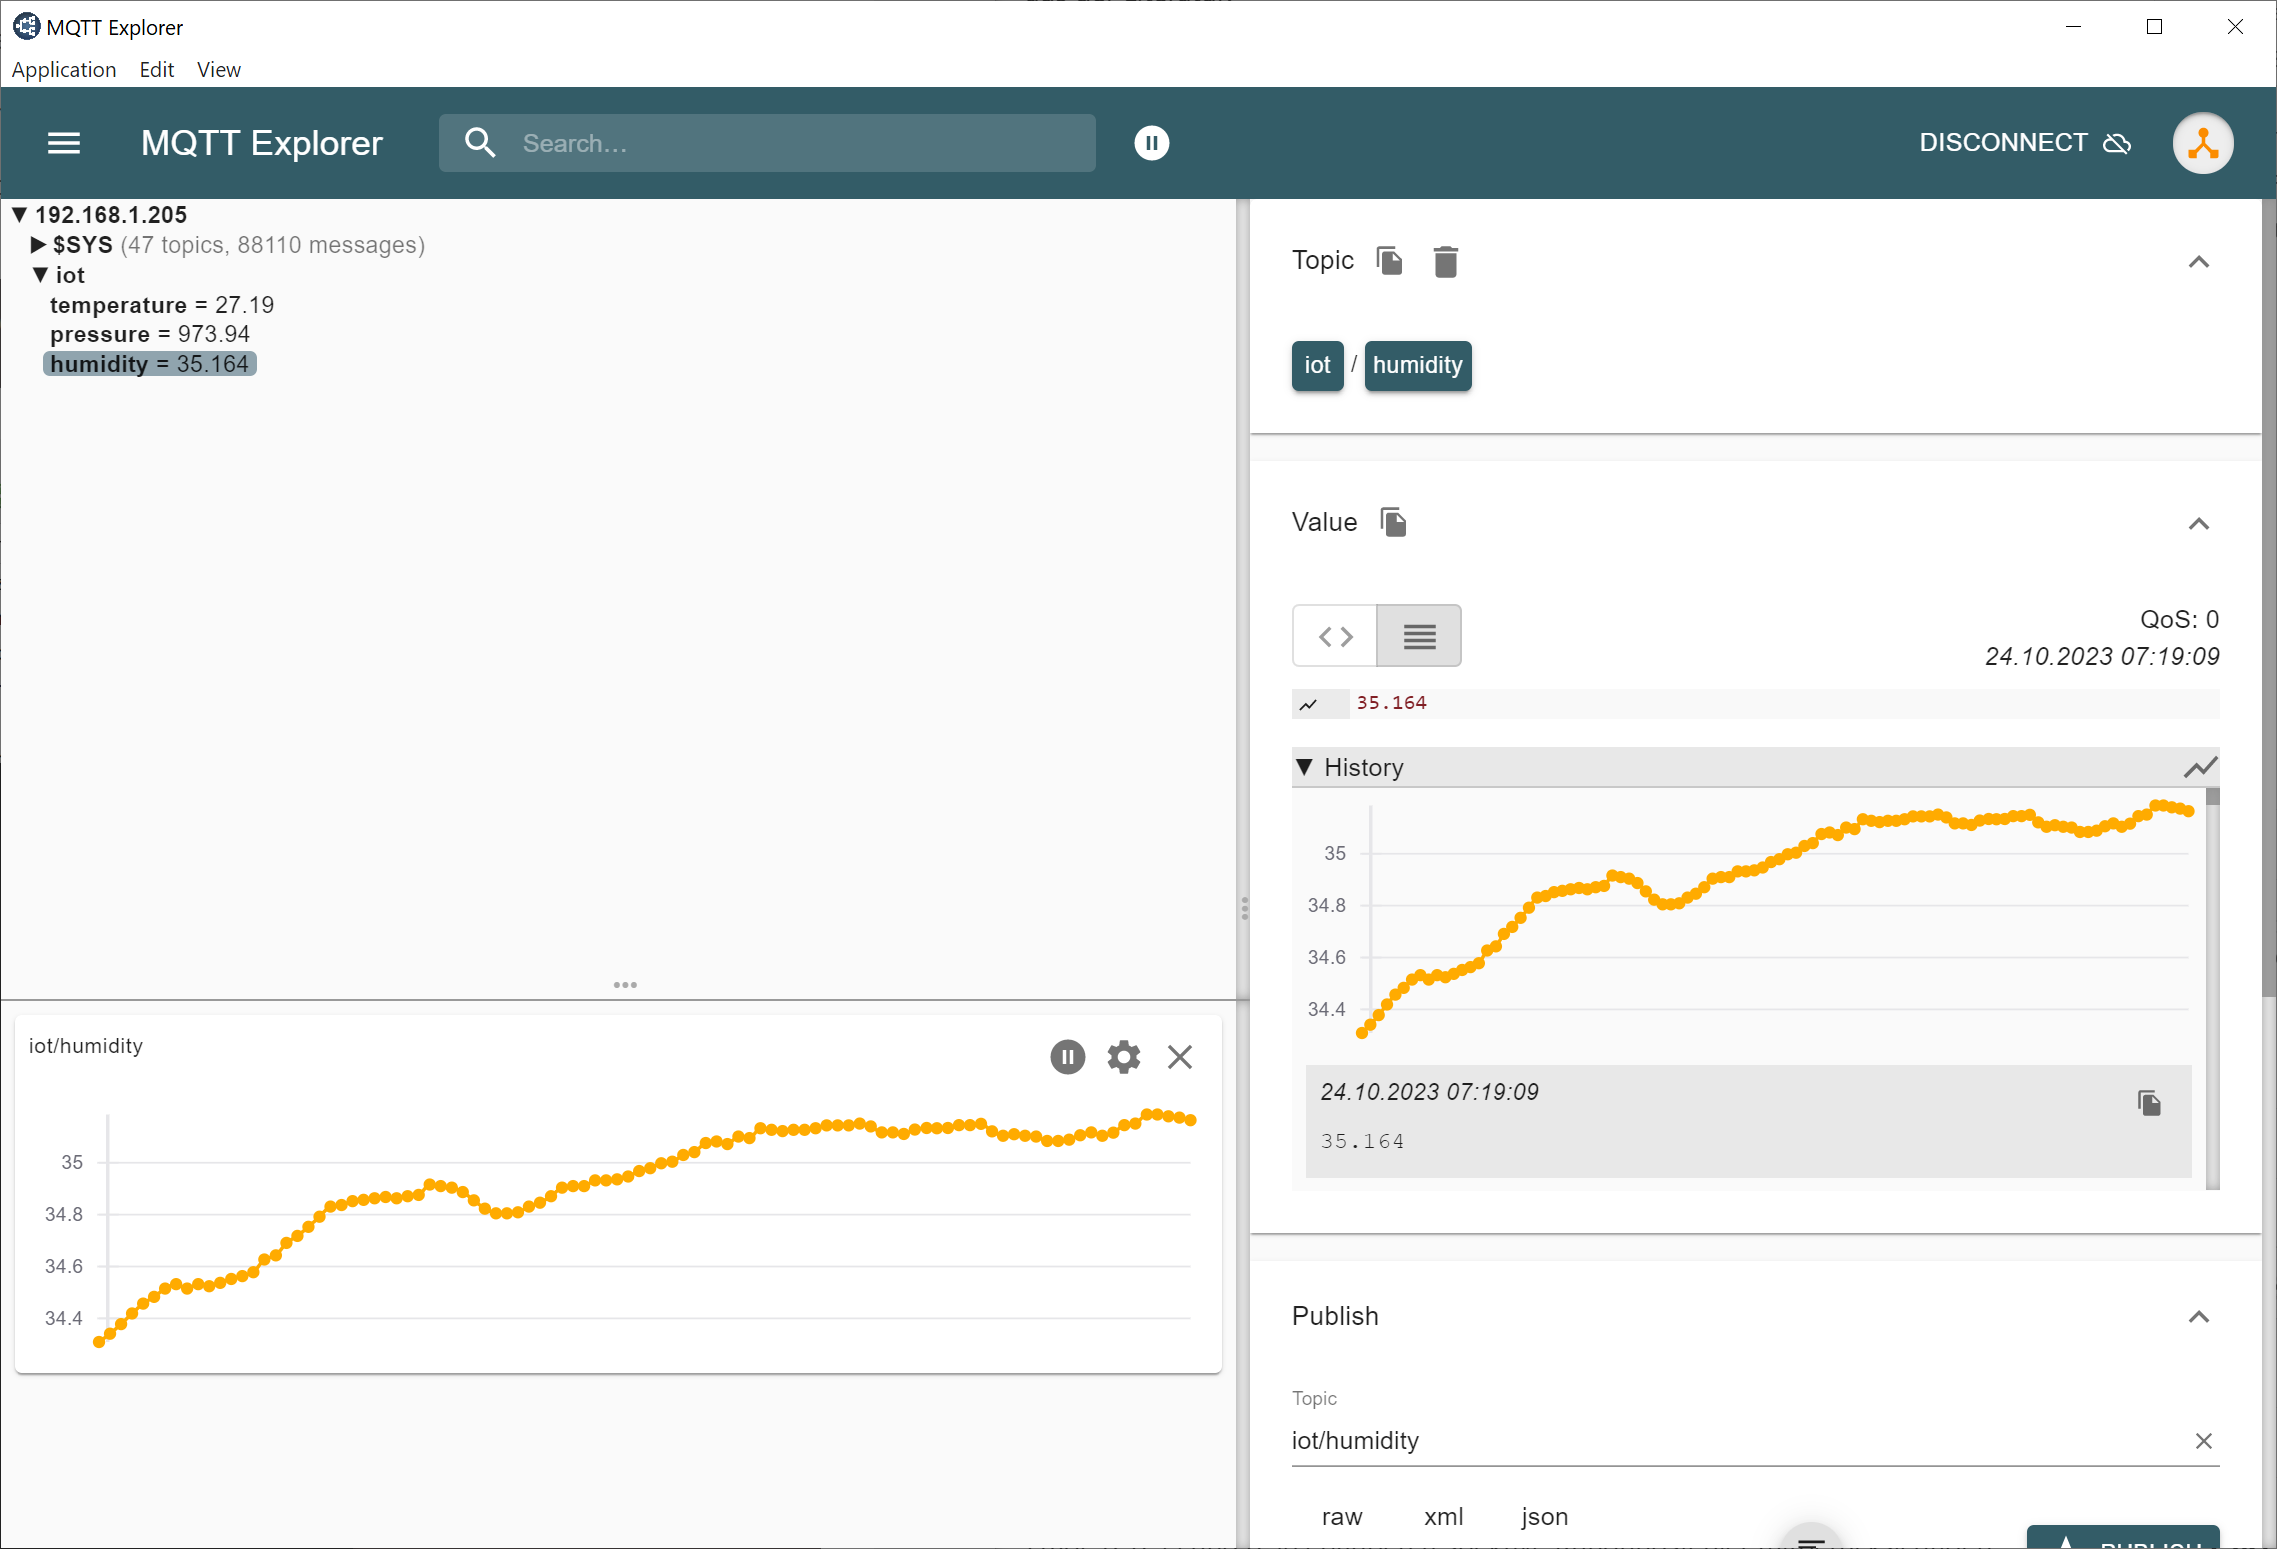 MQTT Explorer
Application Edit View
MQTT Explorer
Search...
DISCONNECT
192.168.1.205
$SYS (47 topics, 88110 messages)
iot
temperature = 27.19
pressure = 973.94
humidity = 35.164
iot/humidity
35
34.8
34.6
34.4
Topic
iot / humidity
Value
QoS: 0
24.10.2023 07:19:09
35.164
History
35
34.8
34.6
34.4
24.10.2023 07:19:09
35.164
Publish
Topic
iot/humidity
raw xml json
PUBLISH